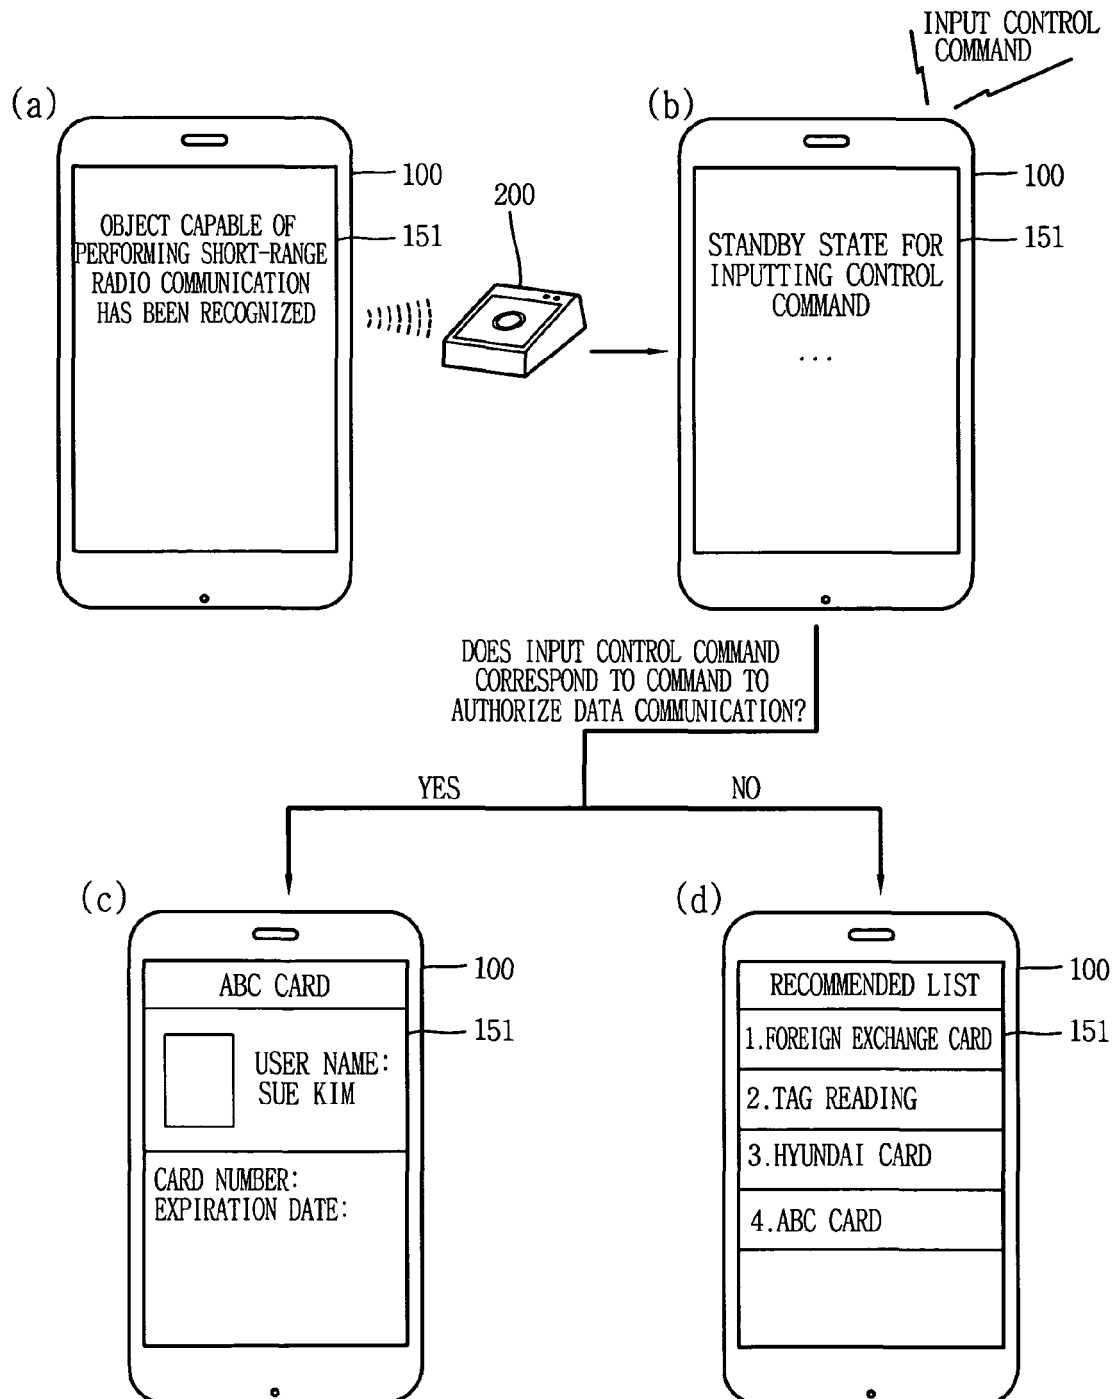 INPUT CONTROL
COMMAND
(a)
100
151
OBJECT CAPABLE OF
PERFORMING SHORT-RANGE
RADIO COMMUNICATION
HAS BEEN RECOGNIZED
200
(b)
100
151
STANDBY STATE FOR
INPUTTING CONTROL
COMMAND
...
DOES INPUT CONTROL COMMAND
CORRESPOND TO COMMAND TO
AUTHORIZE DATA COMMUNICATION?
YES
NO
(c)
100
151
ABC CARD
USER NAME:
SUE KIM
CARD NUMBER:
EXPIRATION DATE:
(d)
100
151
RECOMMENDED LIST
1.FOREIGN EXCHANGE CARD
2.TAG READING
3.HYUNDAI CARD
4.ABC CARD